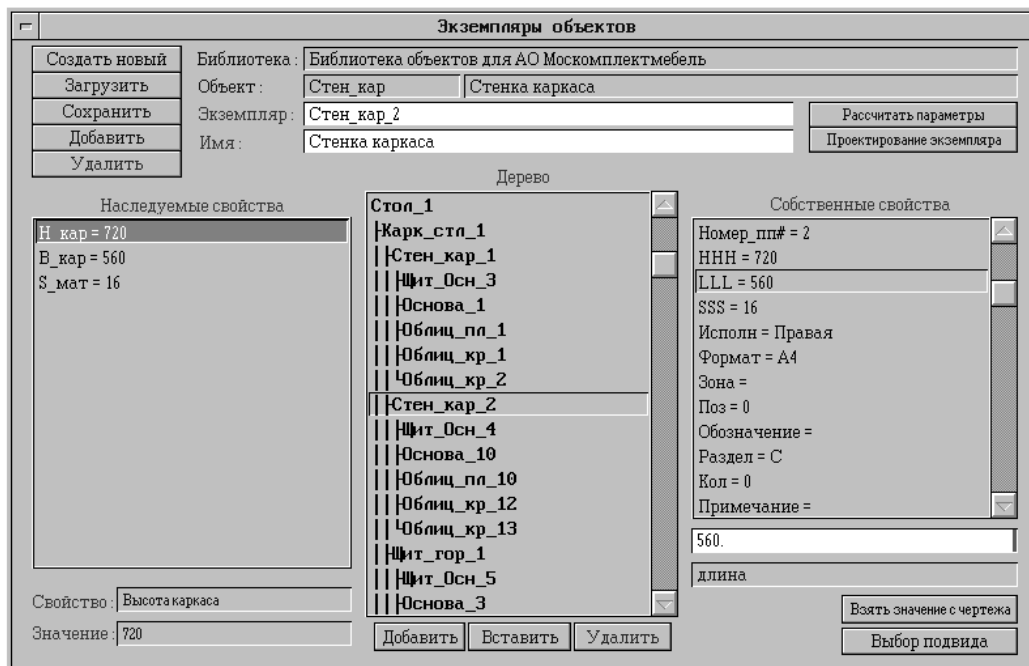 Экземпляры объектов
Создать новый
Загрузить
Сохранить
Добавить
Удалить
Библиотека : Библиотека объектов для АО Москомплектмебель
Объект : Стен_кар Стенка каркаса
Экземпляр : Стен_кар_2
Имя : Стенка каркаса
Рассчитать параметры
Проектирование экземпляра
Наследуемые свойства
H_кар = 720
B_кар = 560
S_мат = 16
Свойство : Высота каркаса
Значение : 720
Дерево
Стол_1
Карк_стл_1
Стен_кар_1
Щит_Осн_3
Основа_1
Облиц_пл_1
Облиц_кр_1
Облиц_кр_2
Стен_кар_2
Щит_Осн_4
Основа_10
Облиц_пл_10
Облиц_кр_12
Облиц_кр_13
Щит_гор_1
Щит_Осн_5
Основа_3
Добавить Вставить Удалить
Собственные свойства
Номер_пп# = 2
HHH = 720
LLL = 560
SSS = 16
Исполн = Правая
Формат = А4
Зона =
Поз = 0
Обозначение =
Раздел = С
Кол = 0
Примечание =
560.
длина
Взять значение с чертежа
Выбор подвида